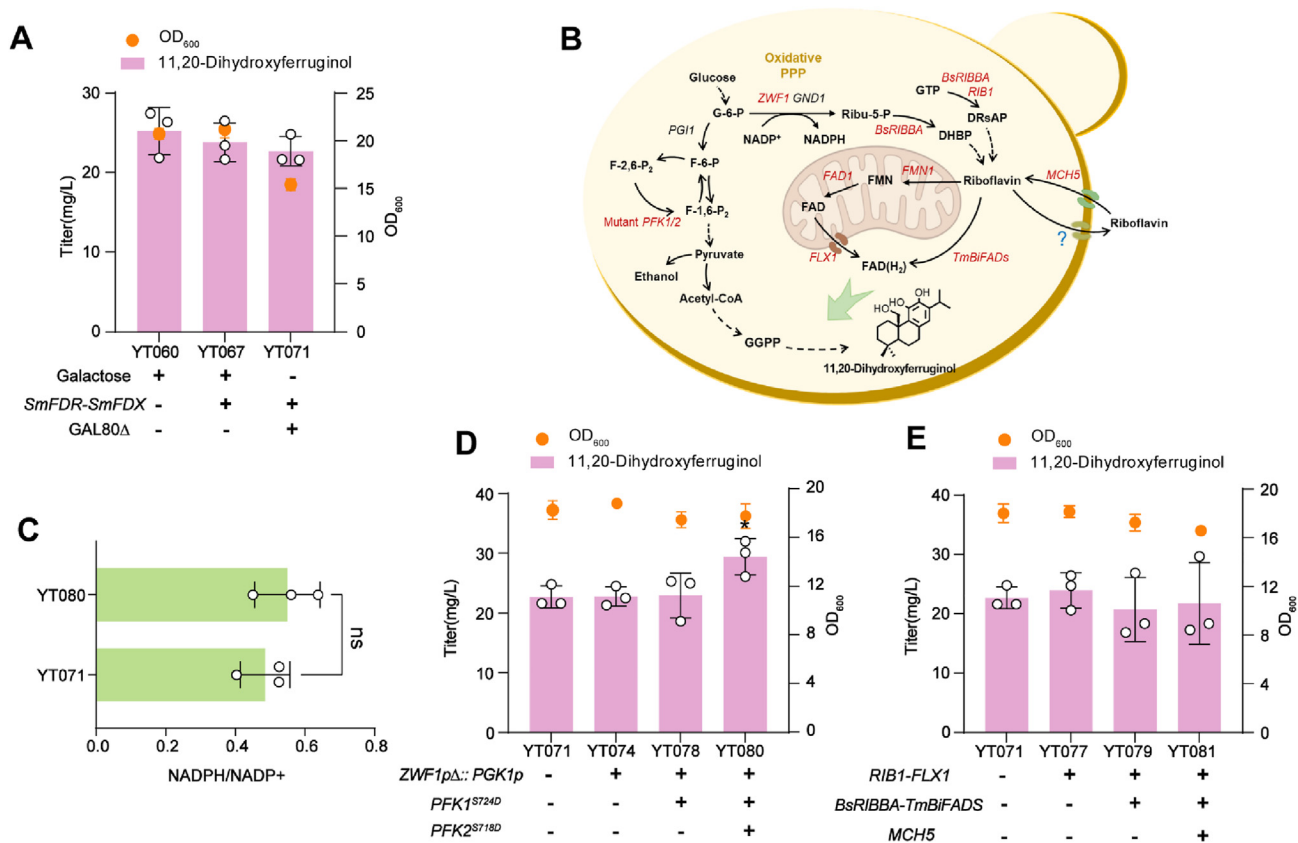 A
OD600
11,20-Dihydroxyferruginol
Titer(mg/L)
30
20
10
0
25
20
15
10
5
0
OD600
YT060 YT067 YT071
Galactose + + -
SmFDR-SmFDX - + +
GAL80Δ - - +
B
Oxidative
PPP
Glucose
G-6-P
ZWF1 GND1
NADP+ NADPH
Ribu-5-P
BsRIBBA
GTP
BsRIBBA
RIB1
DRsAP
DHBP
PGI1
F-2,6-P2
F-6-P
F-1,6-P2
Mutant PFK1/2
Pyruvate
Ethanol
Acetyl-CoA
GGPP
FAD1
FMN
FMN1
Riboflavin
MCH5
Riboflavin
?
FAD
FLX1
FAD(H2)
TmBiFADs
HO
HO
OH
OH
11,20-Dihydroxyferruginol
C
YT080
YT071
ns
0.0 0.2 0.4 0.6 0.8
NADPH/NADP+
D
OD600
11,20-Dihydroxyferruginol
Titer(mg/L)
40
30
20
10
0
*
20
16
12
8
4
0
OD600
YT071 YT074 YT078 YT080
ZWF1pΔ:: PGK1p - + + +
PFK1S724D - - + +
PFK2S718D - - - +
E
OD600
11,20-Dihydroxyferruginol
Titer(mg/L)
40
30
20
10
0
20
16
12
8
4
0
OD600
YT071 YT077 YT079 YT081
RIB1-FLX1 - + + +
BsRIBBA-TmBiFADS - - + +
MCH5 - - - +